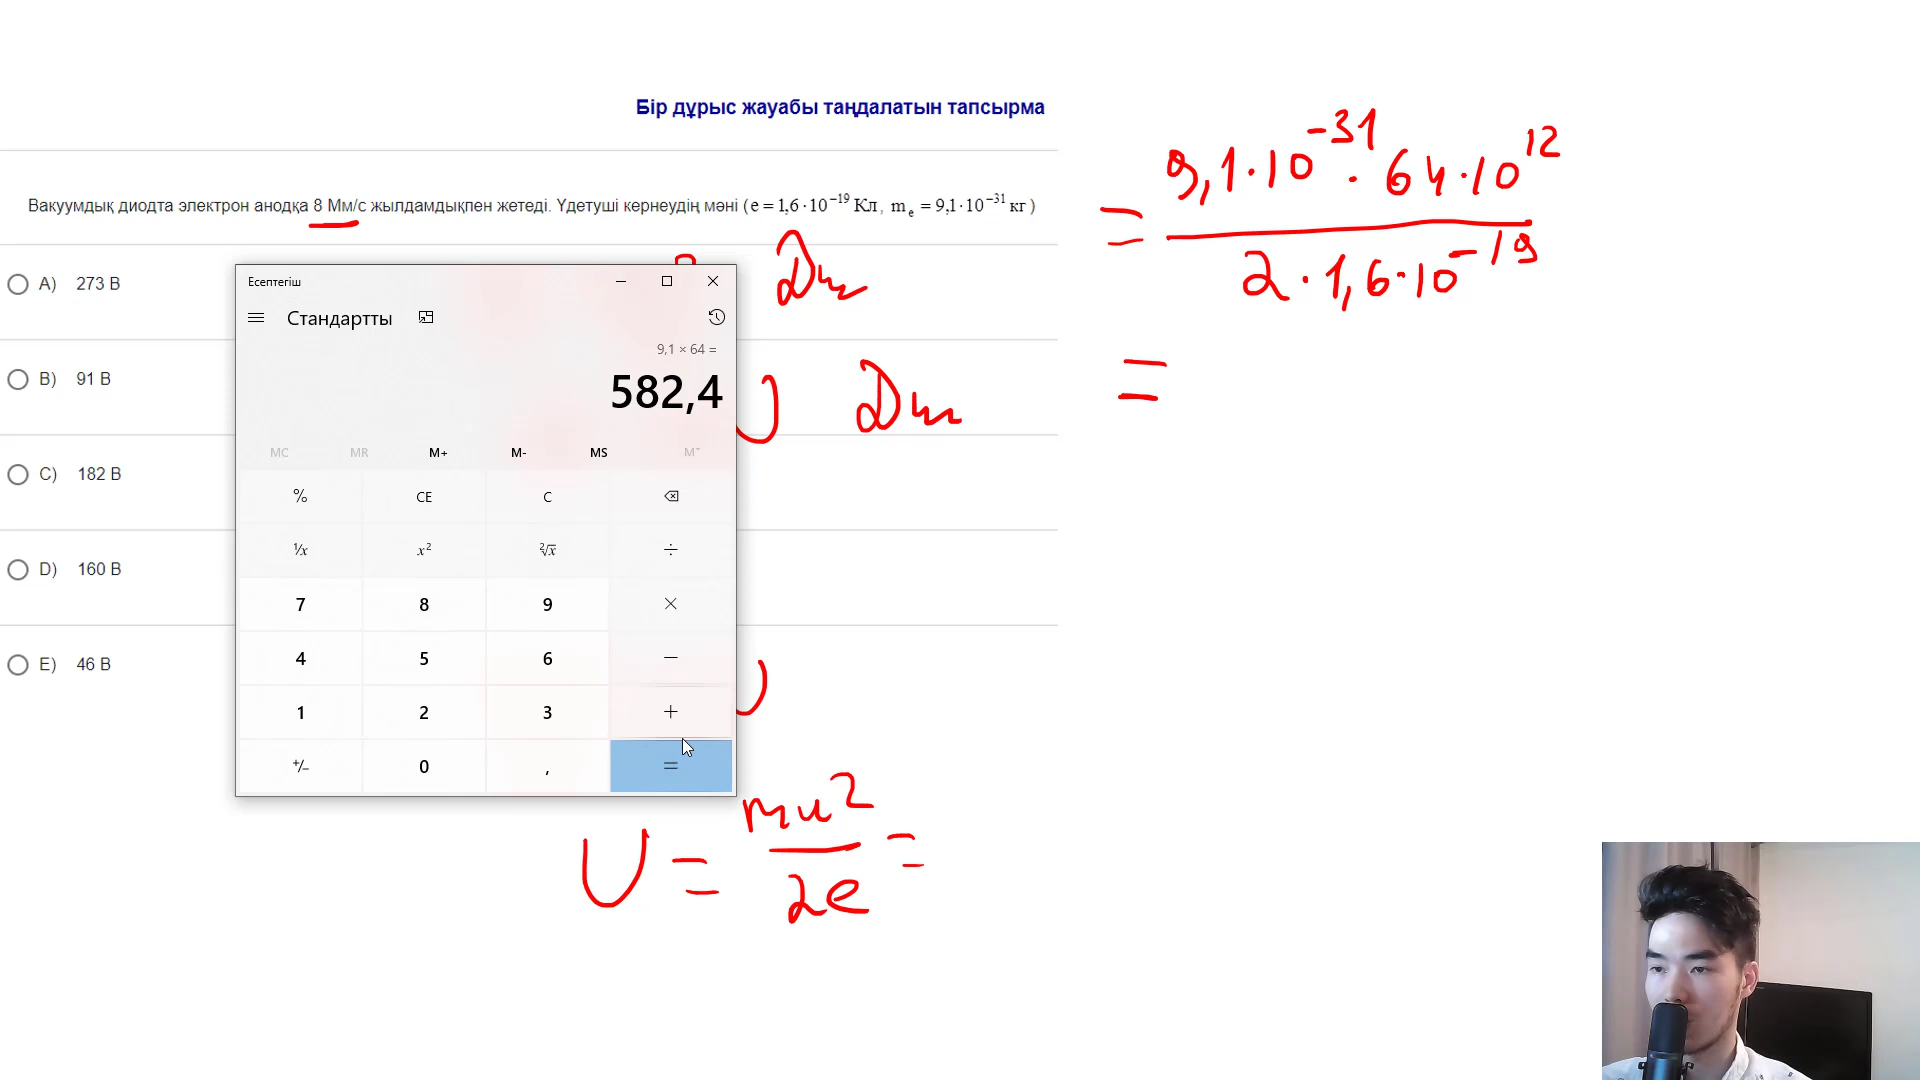 Бір дұрыс жауабы таңдалатын тапсырма
Вакуумдық диодта электрон анодқа 8 Мм/с жылдамдықпен жетеді. Үдетуші кернеудің мәні ( e = 1,6 · 10⁻¹⁹ Кл, mₑ = 9,1 · 10⁻³¹ кг )
A) 273 В
B) 91 В
C) 182 В
D) 160 В
E) 46 В
Есептегіш
Стандартты
9,1 × 64 =
582,4
MC MR M+ M- MS M˅
% CE C ⌫
¹/x x² ²√x ÷
7 8 9 ×
4 5 6 −
1 2 3 +
+/− 0 , =
Дж
Дж
U = mu²/2e =
= 9,1·10⁻³¹ · 64·10¹² / 2·1,6·10⁻¹⁹
=